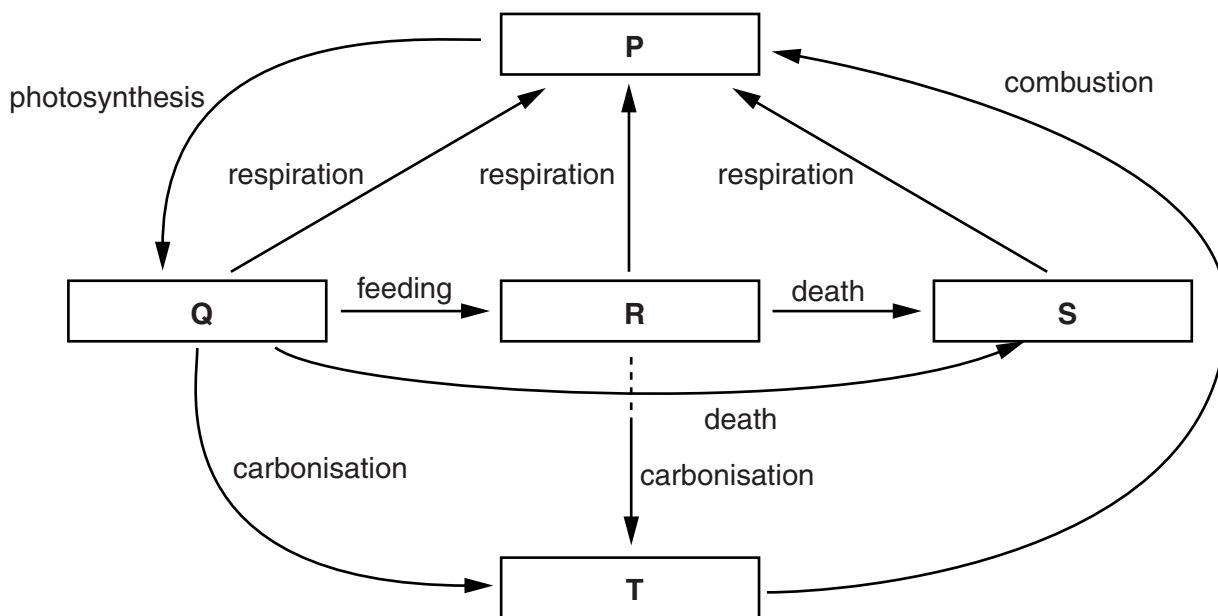 P
combustion
photosynthesis
respiration
respiration
respiration
feeding
death
Q
R
S
death
carbonisation
carbonisation
T